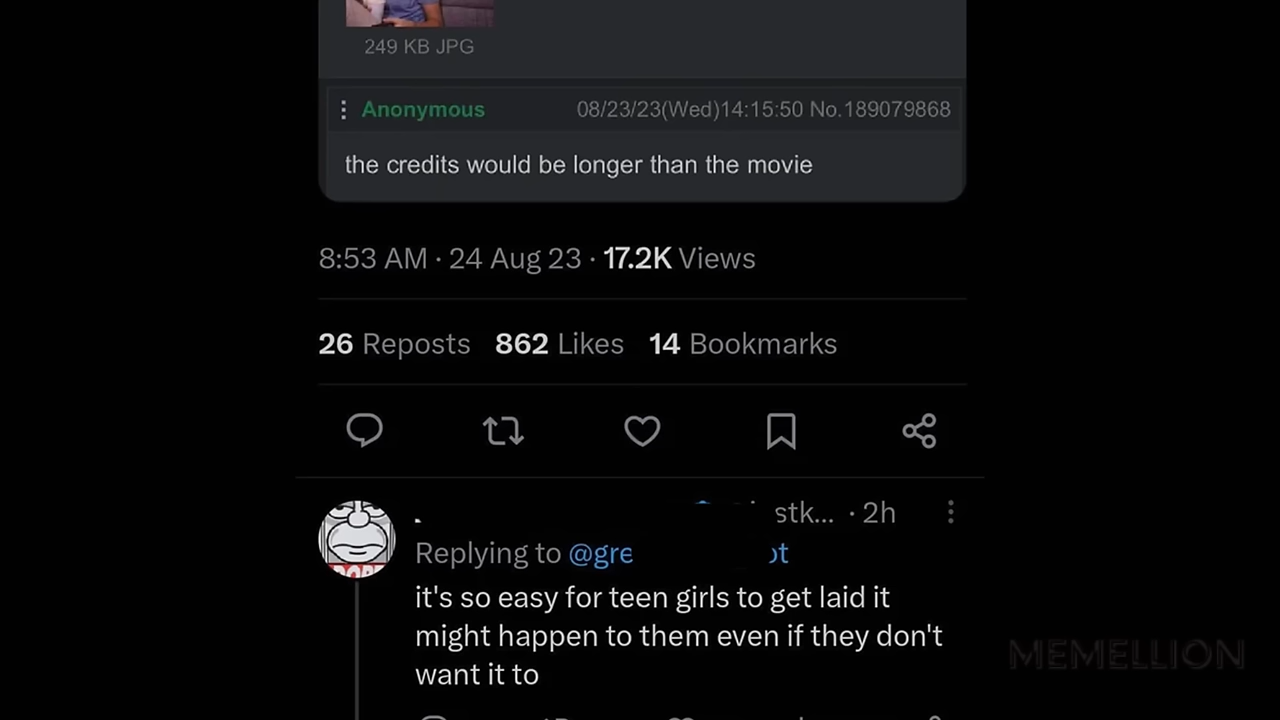 249 KB JPG
Anonymous 08/23/23(Wed)14:15:50 No.189079868
the credits would be longer than the movie
8:53 AM · 24 Aug 23 · 17.2K Views
26 Reposts 862 Likes 14 Bookmarks
stk... · 2h
Replying to @gre ot
it's so easy for teen girls to get laid it
might happen to them even if they don't
want it to
MEMELLION